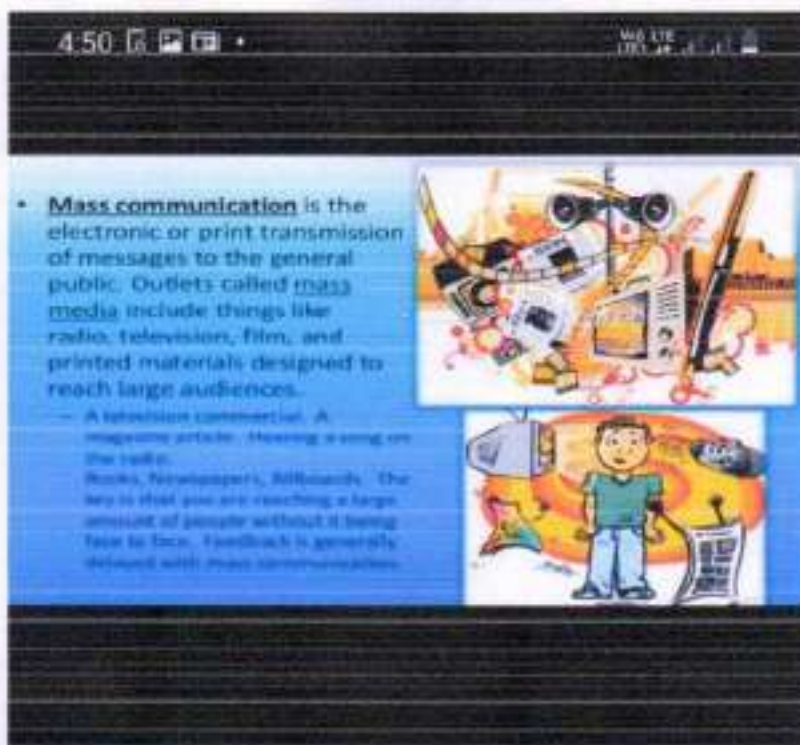 4:50
Vo) LTE
LTE1
• Mass communication is the
electronic or print transmission
of messages to the general
public. Outlets called mass
media include things like
radio, television, film, and
printed materials designed to
reach large audiences.
– A television commercial. A
magazine article. Hearing a song on
the radio.
Books, Newspapers, Billboards. The
key is that you are reaching a large
amount of people without it being
face to face. Feedback is generally
delayed with mass communication.